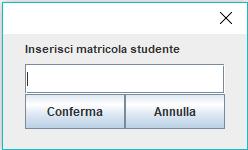 Inserisci matricola studente
Conferma Annulla